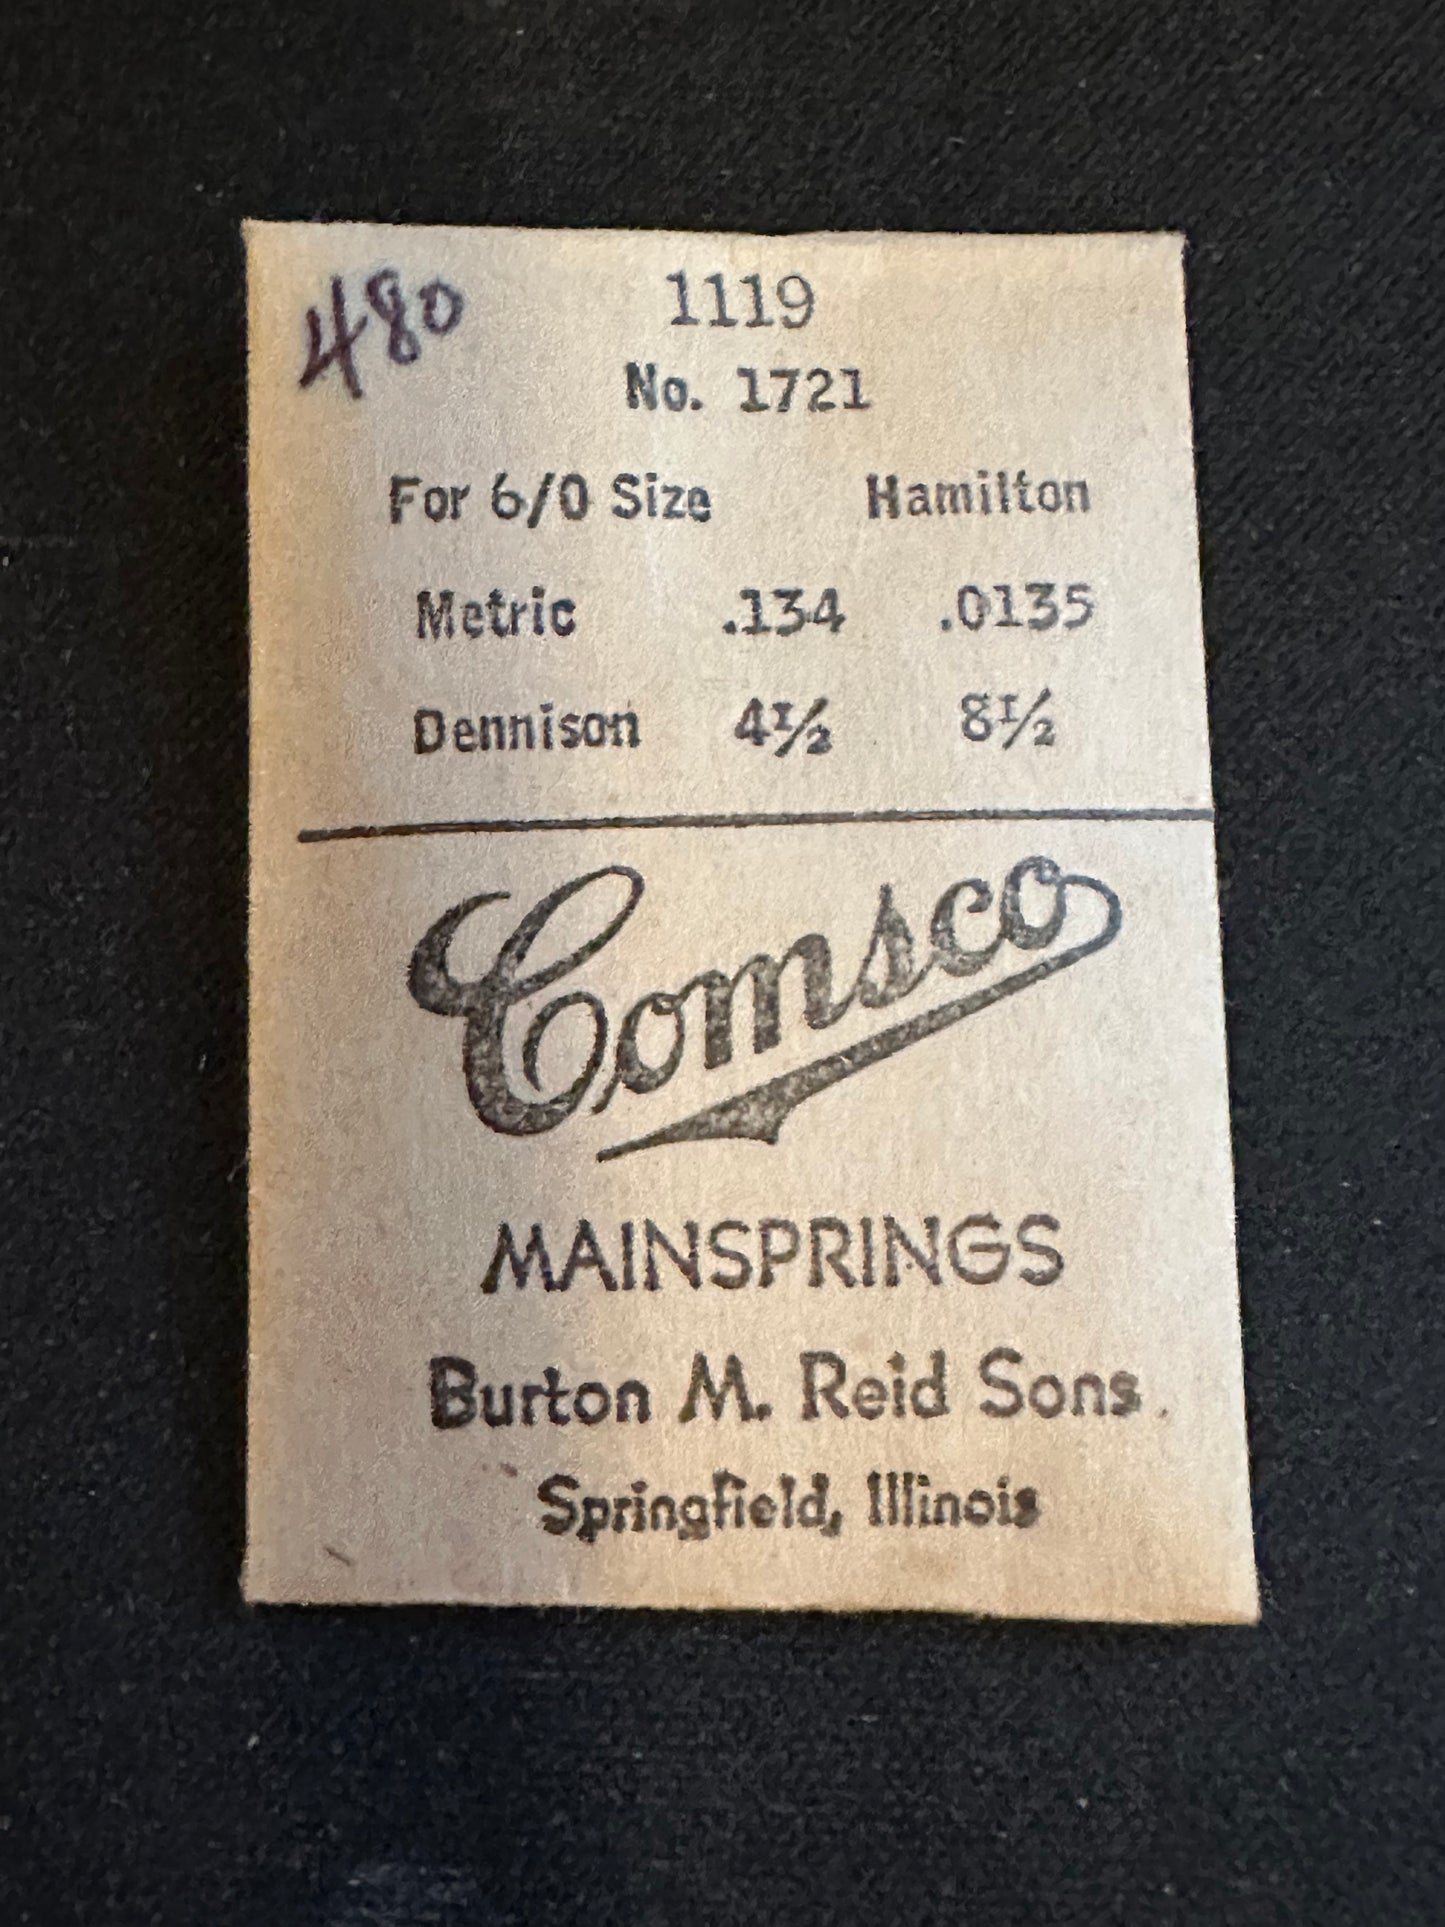 480
1119
No. 1721
For 6/0 Size Hamilton
Metric .134 .0135
Dennison 4½ 8½
Comsco
MAINSPRINGS
Burton M. Reid Sons
Springfield, Illinois